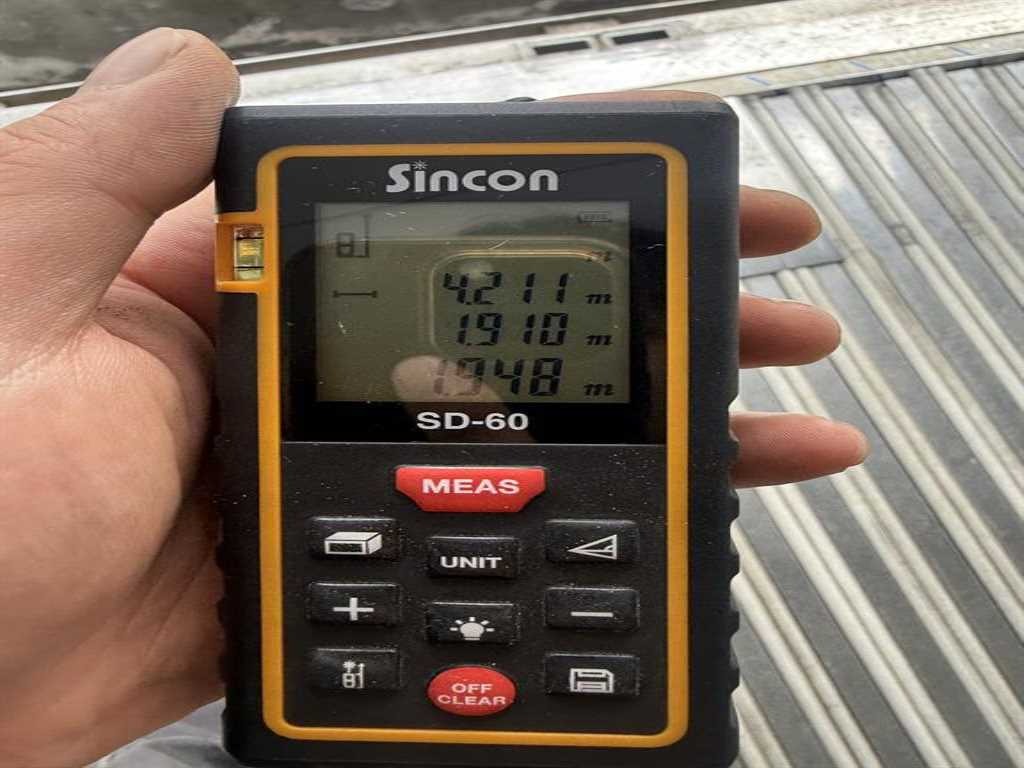 Sincon
m
4.211 m
1.910 m
1.948 m
SD-60
MEAS
UNIT
+
−
OFF
CLEAR